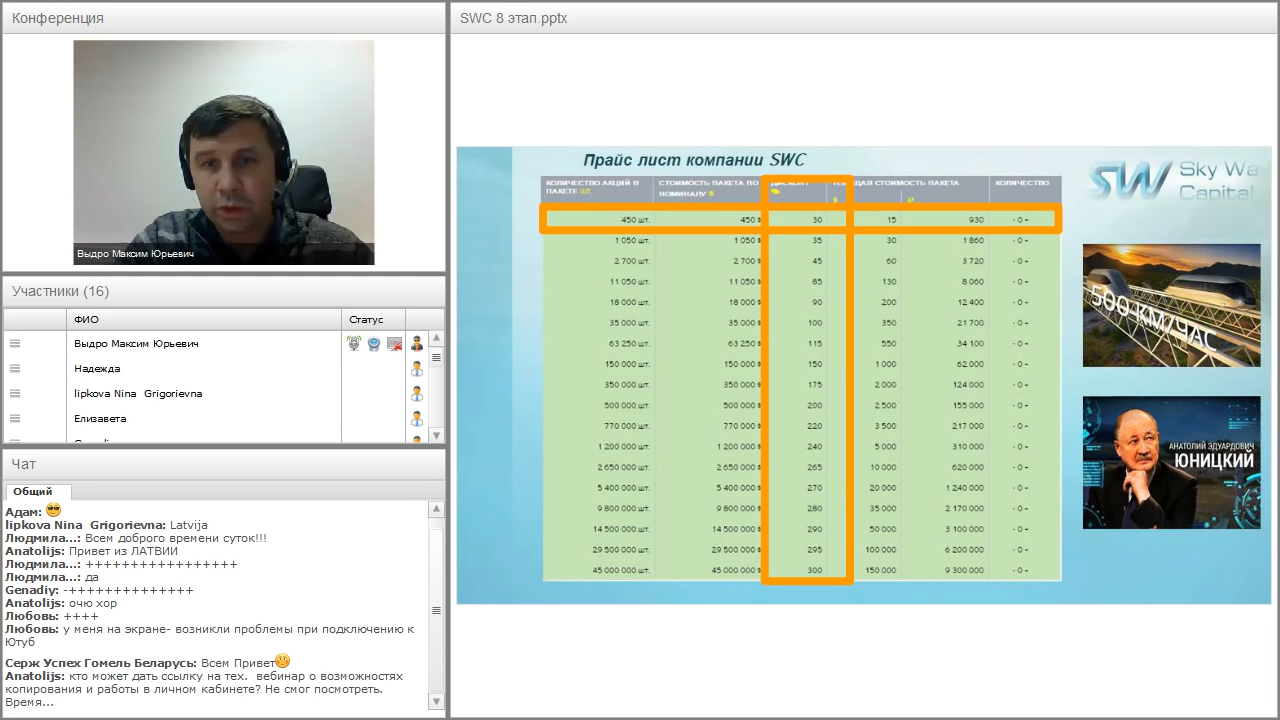 Конференция
Выдро Максим Юрьевич
Участники (16)
ФИО Статус
Выдро Максим Юрьевич
Надежда
lipkova Nina Grigorievna
Елизавета
Чат
Общий
Адам:
lipkova Nina Grigorievna: Latvija
Людмила...: Всем доброго времени суток!!!
Anatolijs: Привет из ЛАТВИИ
Людмила...: +++++++++++++++++
Людмила...: да
Genadiy: -++++++++++++++
Anatolijs: очю хор
Любовь: ++++
Любовь: у меня на экране- возникли проблемы при подключению к
Ютуб
Серж Успех Гомель Беларусь: Всем Привет
Anatolijs: кто может дать ссылку на тех. вебинар о возможностях
копирования и работы в личном кабинете? Не смог посмотреть.
Время...
SWC 8 этап.pptx
Прайс лист компании SWC
КОЛИЧЕСТВО АКЦИЙ В СТОИМОСТЬ ПАКЕТА ПО СТОИМОСТЬ ПАКЕТА КОЛИЧЕСТВО
ПАКЕТЕ ШТ. НОМИНАЛУ $ $ ₽
450 шт. 450 $ 30 15 930 - 0 +
1 050 шт. 1 050 $ 35 30 1 860 - 0 +
2 700 шт. 2 700 $ 45 60 3 720 - 0 +
11 050 шт. 11 050 $ 85 130 8 060 - 0 +
18 000 шт. 18 000 $ 90 200 12 400 - 0 +
35 000 шт. 35 000 $ 100 350 21 700 - 0 +
63 250 шт. 63 250 $ 115 550 34 100 - 0 +
150 000 шт. 150 000 $ 150 1 000 62 000 - 0 +
350 000 шт. 350 000 $ 175 2 000 124 000 - 0 +
500 000 шт. 500 000 $ 200 2 500 155 000 - 0 +
770 000 шт. 770 000 $ 220 3 500 217 000 - 0 +
1 200 000 шт. 1 200 000 $ 240 5 000 310 000 - 0 +
2 650 000 шт. 2 650 000 $ 265 10 000 620 000 - 0 +
5 400 000 шт. 5 400 000 $ 270 20 000 1 240 000 - 0 +
9 800 000 шт. 9 800 000 $ 280 35 000 2 170 000 - 0 +
14 500 000 шт. 14 500 000 $ 290 50 000 3 100 000 - 0 +
29 500 000 шт. 29 500 000 $ 295 100 000 6 200 000 - 0 +
45 000 000 шт. 45 000 000 $ 300 150 000 9 300 000 - 0 +
SW Sky Wa
Capital
500 КМ/ЧАС
АНАТОЛИЙ ЭДУАРДОВИЧ
ЮНИЦКИЙ